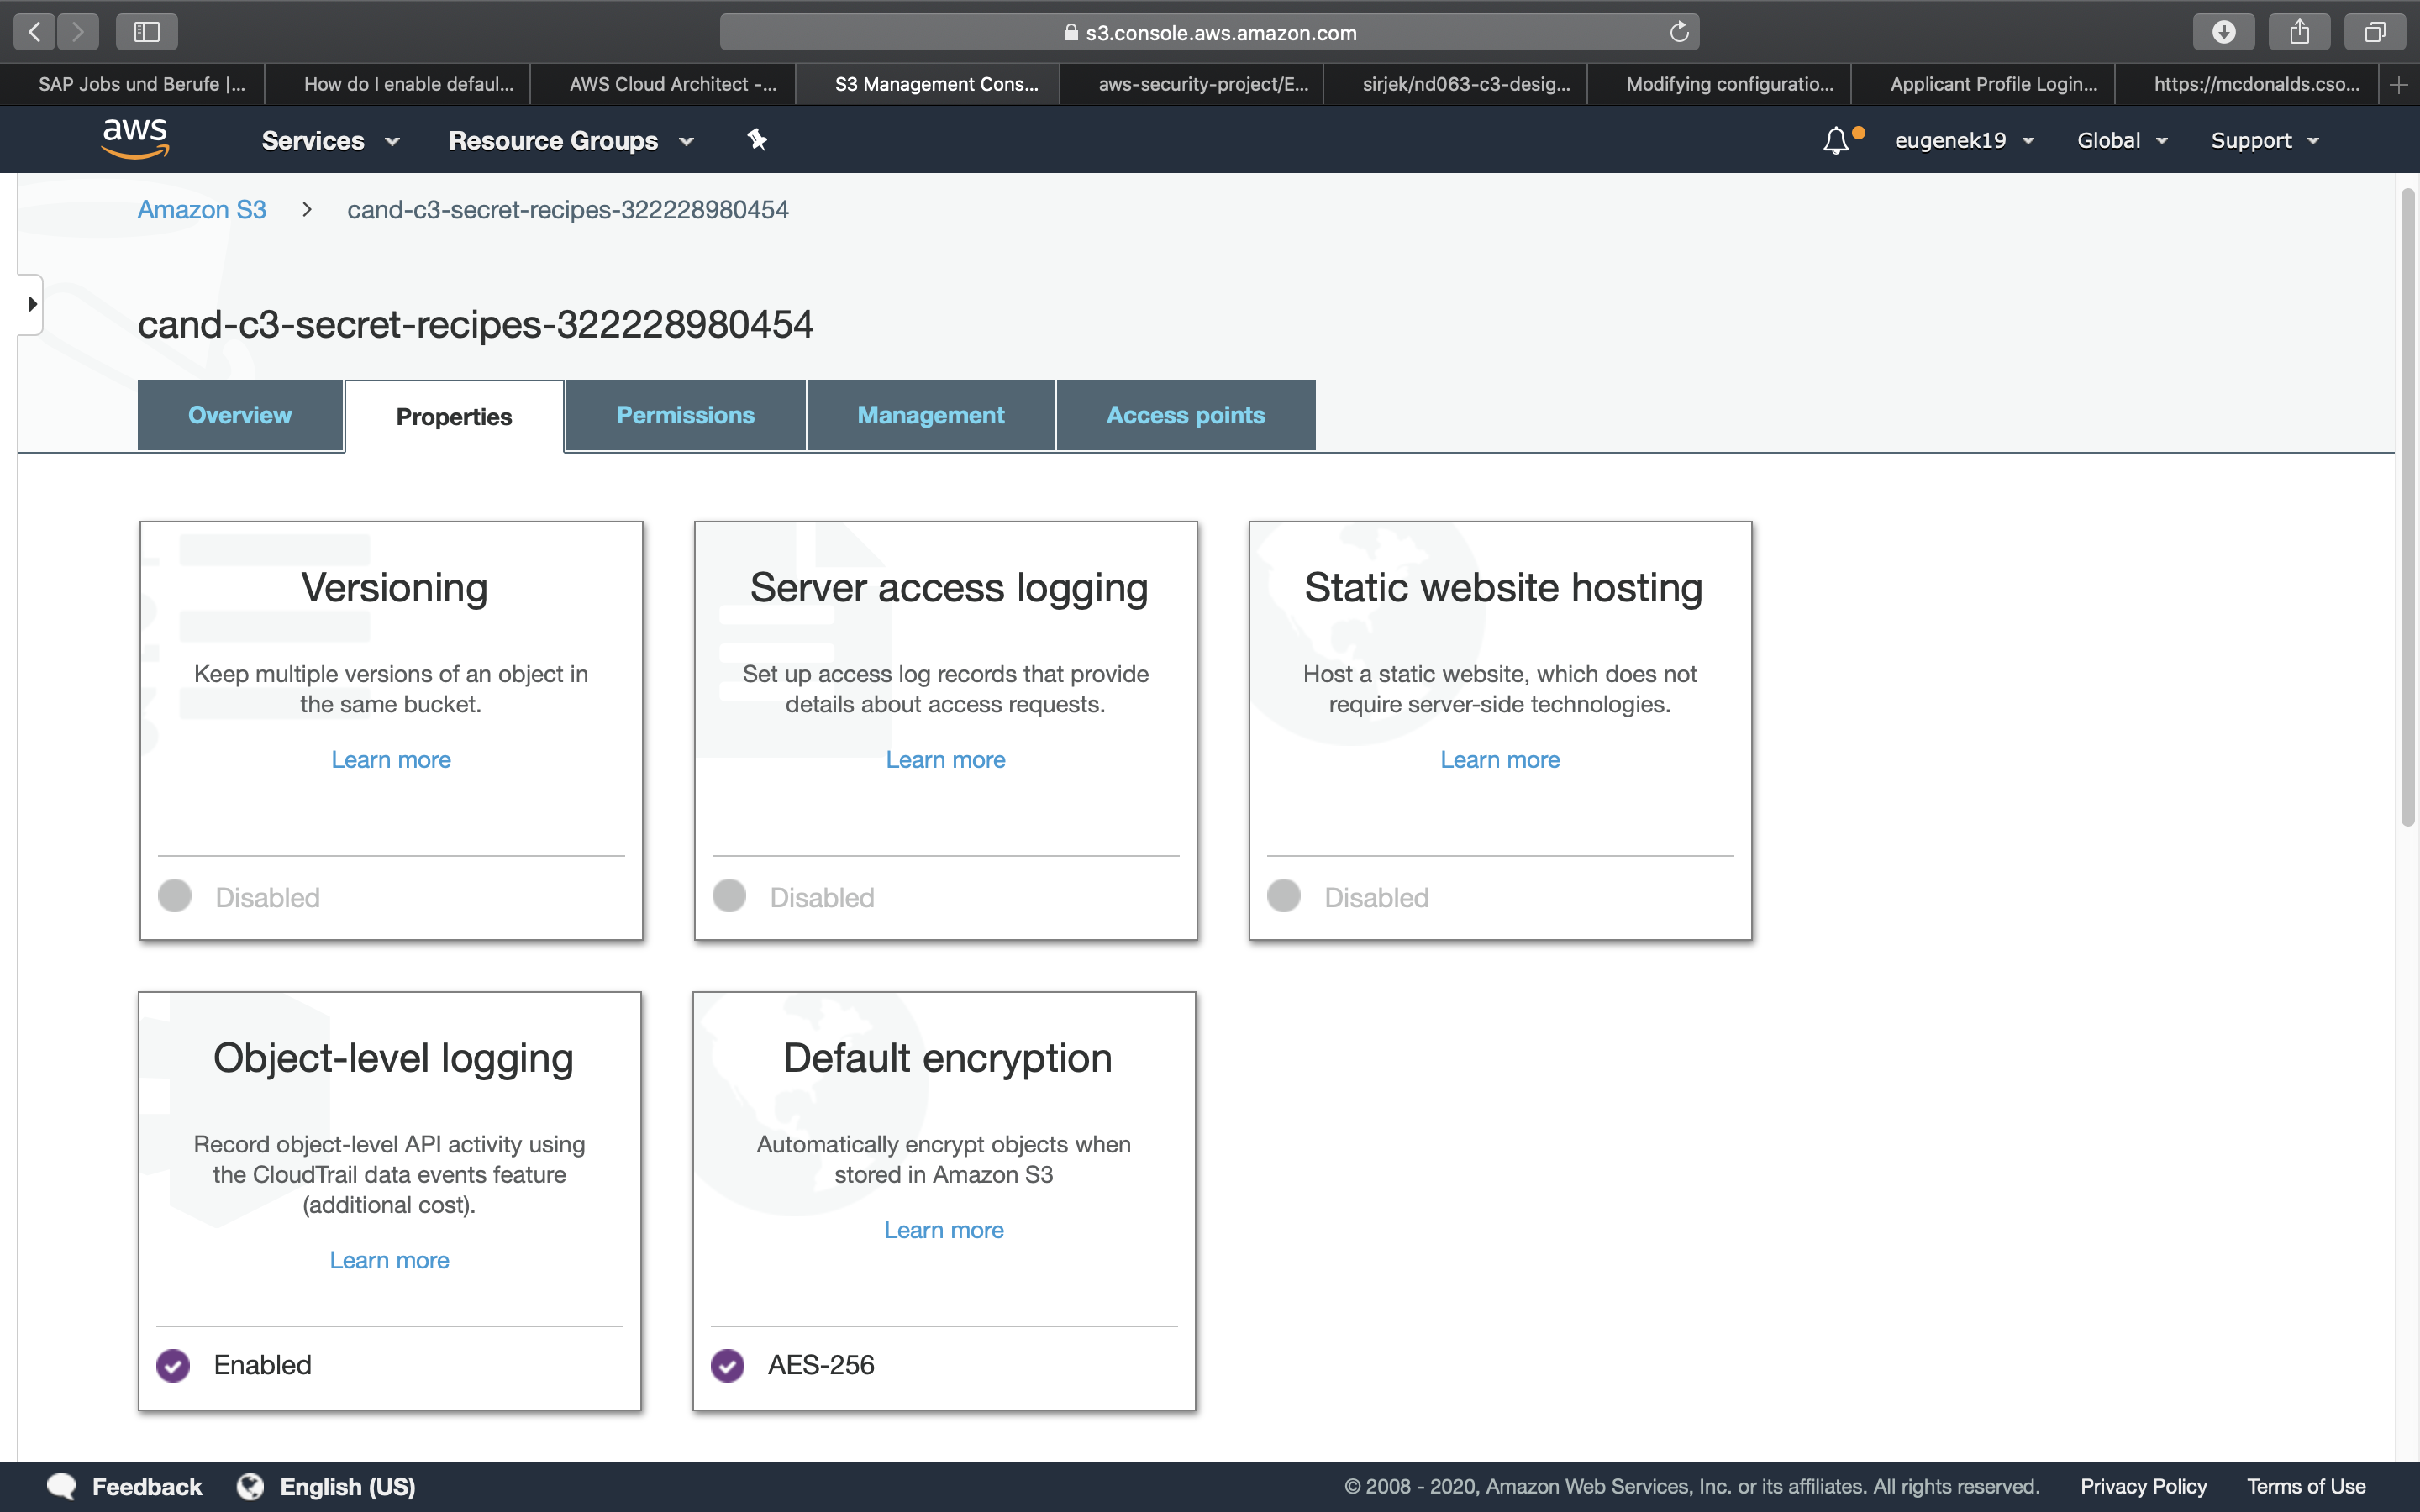 s3.console.aws.amazon.com
SAP Jobs und Berufe |...
How do I enable defaul...
AWS Cloud Architect -...
S3 Management Cons...
aws-security-project/E...
sirjek/nd063-c3-desig...
Modifying configuratio...
Applicant Profile Login...
https://mcdonalds.cso...
aws
Services
Resource Groups
eugenek19
Global
Support
Amazon S3 > cand-c3-secret-recipes-322228980454
cand-c3-secret-recipes-322228980454
Overview
Properties
Permissions
Management
Access points
Versioning
Keep multiple versions of an object in
the same bucket.
Learn more
Disabled
Server access logging
Set up access log records that provide
details about access requests.
Learn more
Disabled
Static website hosting
Host a static website, which does not
require server-side technologies.
Learn more
Disabled
Object-level logging
Record object-level API activity using
the CloudTrail data events feature
(additional cost).
Learn more
Enabled
Default encryption
Automatically encrypt objects when
stored in Amazon S3
Learn more
AES-256
Feedback
English (US)
© 2008 - 2020, Amazon Web Services, Inc. or its affiliates. All rights reserved.
Privacy Policy
Terms of Use